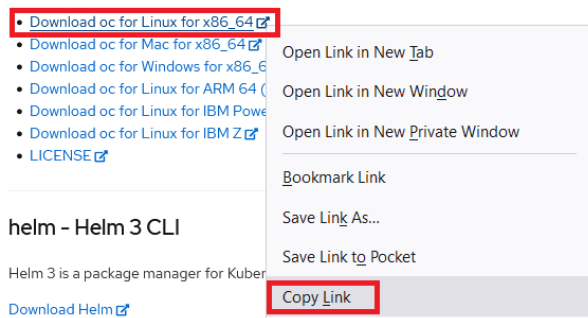 Download oc for Linux for x86_64
Download oc for Mac for x86_64
Download oc for Windows for x86_6
Download oc for Linux for ARM 64 (
Download oc for Linux for IBM Powe
Download oc for Linux for IBM Z
LICENSE
helm - Helm 3 CLI
Helm 3 is a package manager for Kuber
Download Helm
Open Link in New Tab
Open Link in New Window
Open Link in New Private Window
Bookmark Link
Save Link As...
Save Link to Pocket
Copy Link